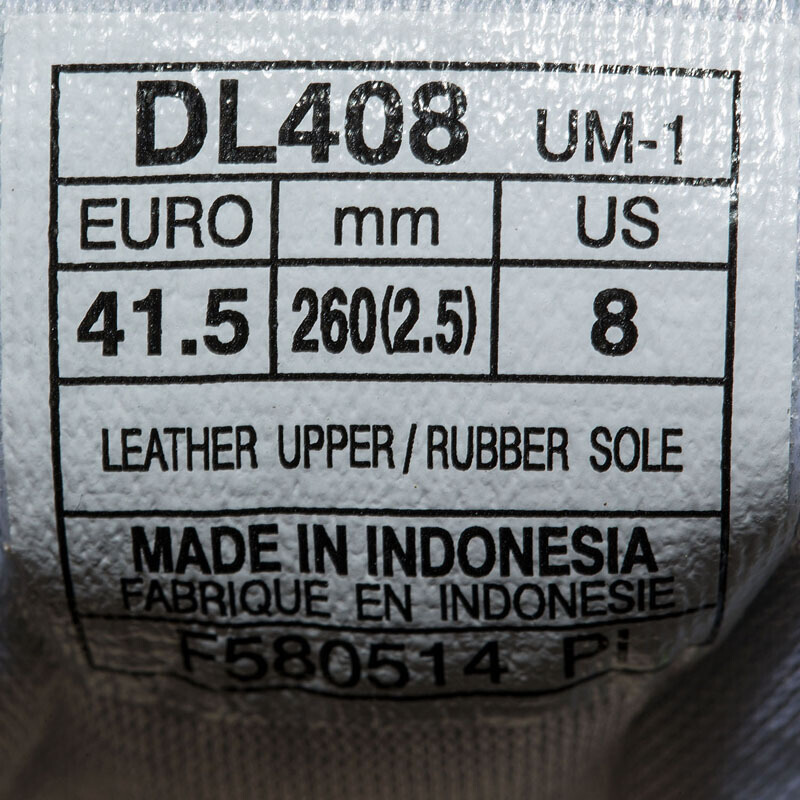 DL408 UM-1
EURO mm US
41.5 260(2.5) 8
LEATHER UPPER / RUBBER SOLE
MADE IN INDONESIA
FABRIQUE EN INDONESIE
F580514